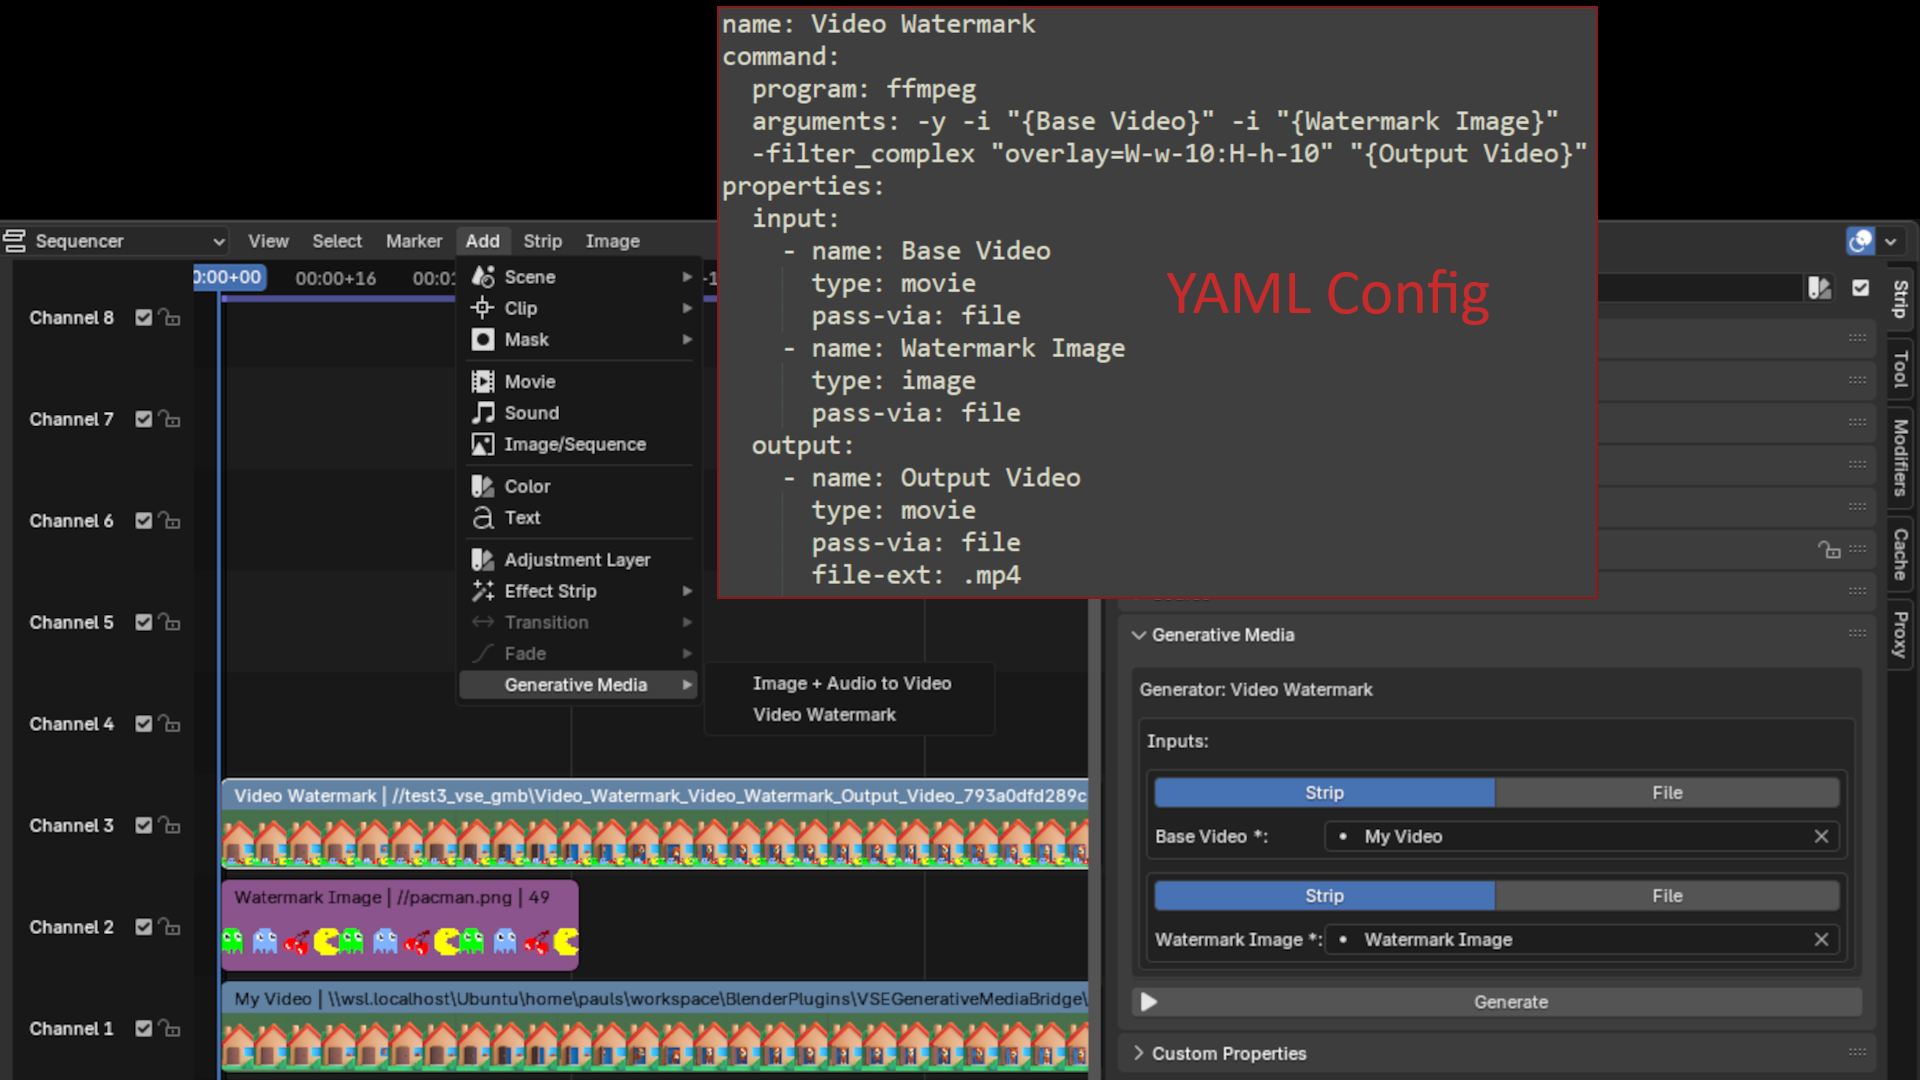 name: Video Watermark
command:
program: ffmpeg
arguments: -y -i "{Base Video}" -i "{Watermark Image}"
-filter_complex "overlay=W-w-10:H-h-10" "{Output Video}"
properties:
input:
- name: Base Video
type: movie
pass-via: file
- name: Watermark Image
type: image
pass-via: file
output:
- name: Output Video
type: movie
pass-via: file
file-ext: .mp4
YAML Config
Sequencer
View
Select
Marker
Add
Strip
Image
0:00+00
00:00+16
Channel 8
Channel 7
Channel 6
Channel 5
Channel 4
Channel 3
Channel 2
Channel 1
Scene
Clip
Mask
Movie
Sound
Image/Sequence
Color
Text
Adjustment Layer
Effect Strip
Transition
Fade
Generative Media
Image + Audio to Video
Video Watermark
Video Watermark | //test3_vse_gmb\Video_Watermark_Video_Watermark_Output_Video_793a0dfd289c
Watermark Image | //pacman.png | 49
My Video | \\wsl.localhost\Ubuntu\home\pauls\workspace\BlenderPlugins\VSEGenerativeMediaBridge\
Generative Media
Generator: Video Watermark
Inputs:
Strip
File
Base Video *:
My Video
Strip
File
Watermark Image *:
Watermark Image
Generate
Custom Properties
Strip
Tool
Modifiers
Cache
Proxy